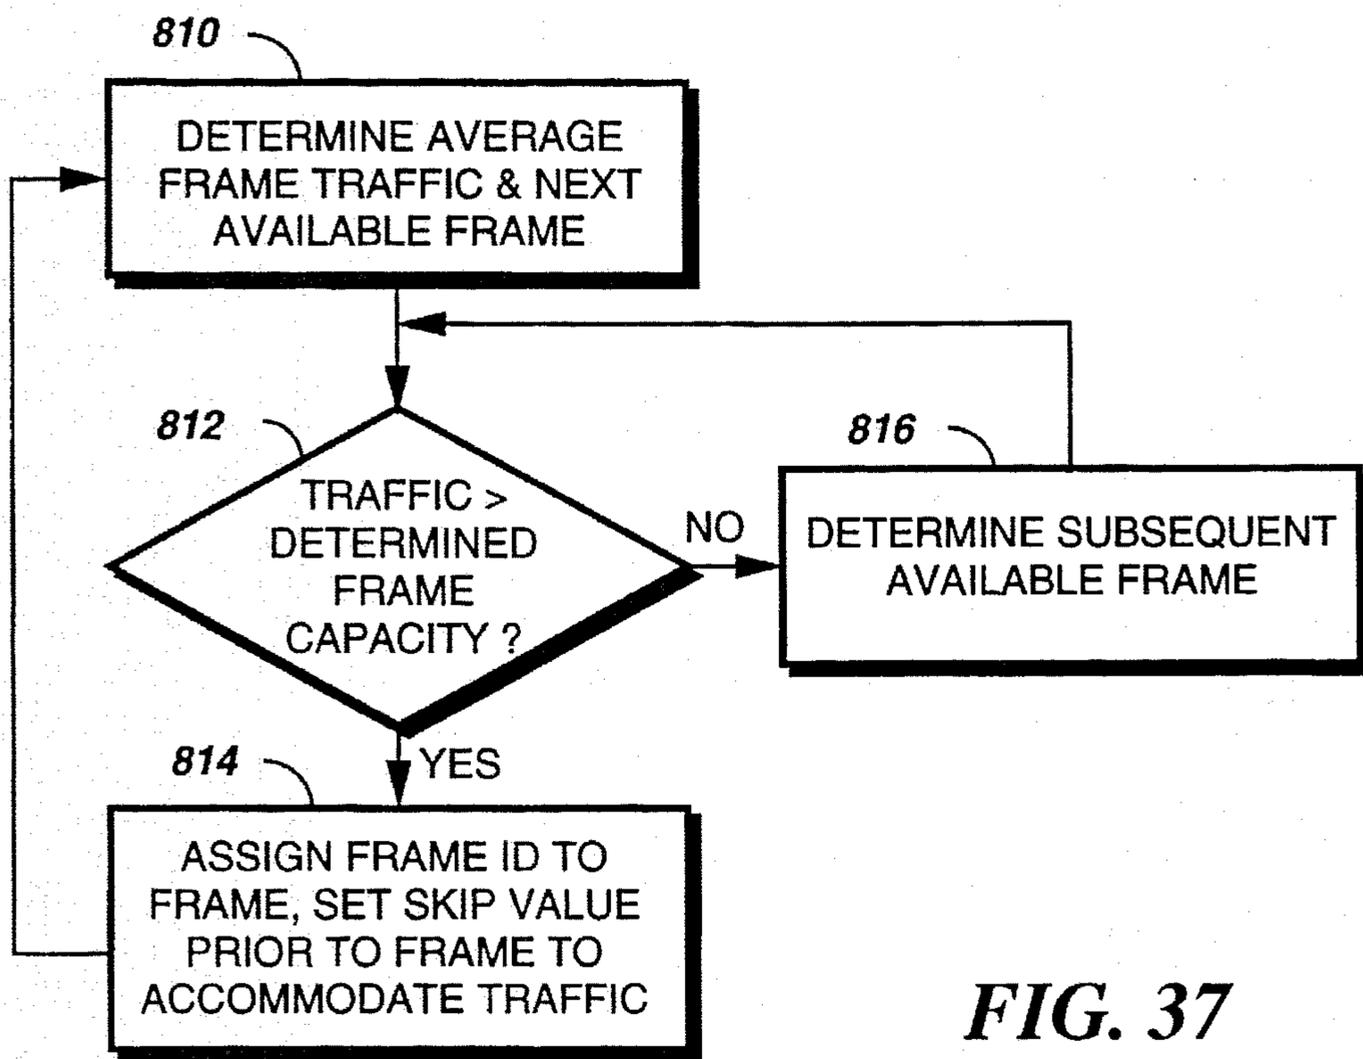 810
DETERMINE AVERAGE
FRAME TRAFFIC & NEXT
AVAILABLE FRAME
812
TRAFFIC >
DETERMINED
FRAME
CAPACITY ?
NO
816
DETERMINE SUBSEQUENT
AVAILABLE FRAME
YES
814
ASSIGN FRAME ID TO
FRAME, SET SKIP VALUE
PRIOR TO FRAME TO
ACCOMMODATE TRAFFIC
FIG. 37